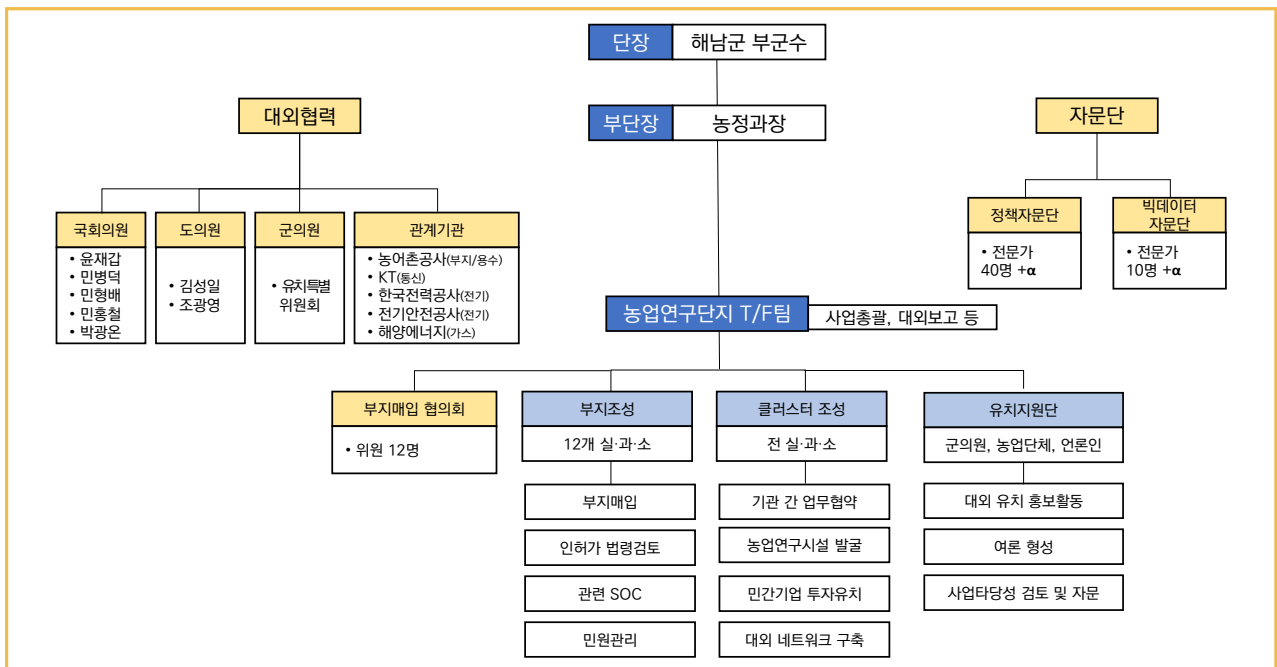 단장 해남군 부군수
부단장 농정과장
대외협력
국회의원
• 윤재갑
• 민병덕
• 민형배
• 민홍철
• 박광온
도의원
• 김성일
• 조광영
군의원
• 유치특별
위원회
관계기관
• 농어촌공사(부지/용수)
• KT(통신)
• 한국전력공사(전기)
• 전기안전공사(전기)
• 해양에너지(가스)
자문단
정책자문단
• 전문가
40명 +α
빅데이터
자문단
• 전문가
10명 +α
농업연구단지 T/F팀 사업총괄, 대외보고 등
부지매입 협의회
• 위원 12명
부지조성
12개 실·과·소
부지매입
인허가 법령검토
관련 SOC
민원관리
클러스터 조성
전 실·과·소
기관 간 업무협약
농업연구시설 발굴
민간기업 투자유치
대외 네트워크 구축
유치지원단
군의원, 농업단체, 언론인
대외 유치 홍보활동
여론 형성
사업타당성 검토 및 자문